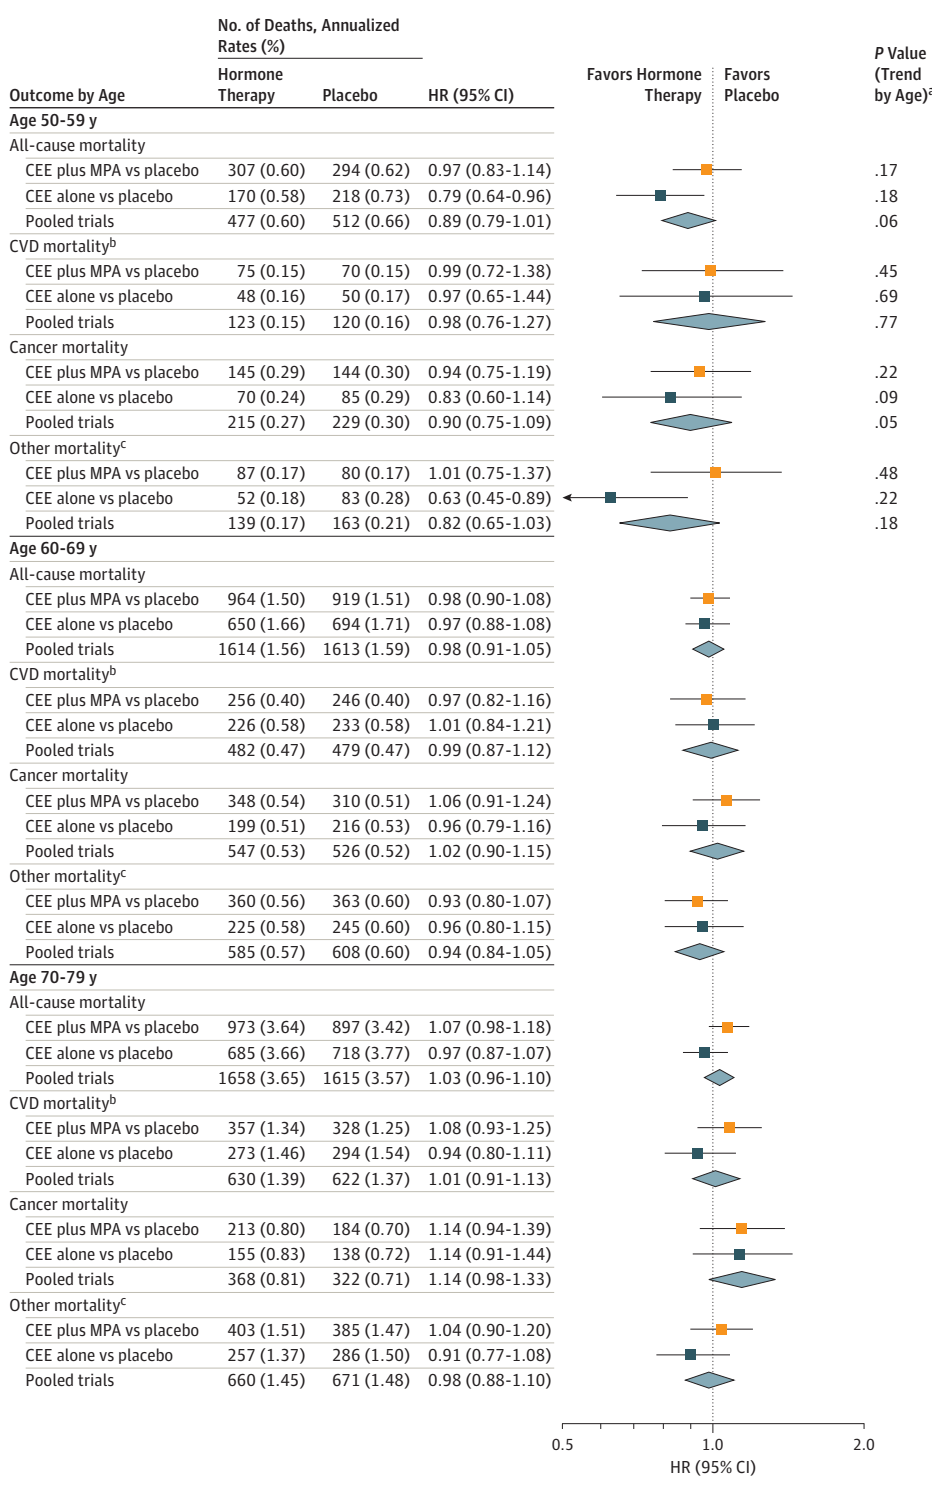 No. of Deaths, Annualized
Rates (%)
Outcome by Age Hormone Therapy Placebo HR (95% CI) Favors Hormone Therapy Favors Placebo P Value (Trend by Age)a
Age 50-59 y
All-cause mortality
CEE plus MPA vs placebo 307 (0.60) 294 (0.62) 0.97 (0.83-1.14) .17
CEE alone vs placebo 170 (0.58) 218 (0.73) 0.79 (0.64-0.96) .18
Pooled trials 477 (0.60) 512 (0.66) 0.89 (0.79-1.01) .06
CVD mortalityb
CEE plus MPA vs placebo 75 (0.15) 70 (0.15) 0.99 (0.72-1.38) .45
CEE alone vs placebo 48 (0.16) 50 (0.17) 0.97 (0.65-1.44) .69
Pooled trials 123 (0.15) 120 (0.16) 0.98 (0.76-1.27) .77
Cancer mortality
CEE plus MPA vs placebo 145 (0.29) 144 (0.30) 0.94 (0.75-1.19) .22
CEE alone vs placebo 70 (0.24) 85 (0.29) 0.83 (0.60-1.14) .09
Pooled trials 215 (0.27) 229 (0.30) 0.90 (0.75-1.09) .05
Other mortalityc
CEE plus MPA vs placebo 87 (0.17) 80 (0.17) 1.01 (0.75-1.37) .48
CEE alone vs placebo 52 (0.18) 83 (0.28) 0.63 (0.45-0.89) .22
Pooled trials 139 (0.17) 163 (0.21) 0.82 (0.65-1.03) .18
Age 60-69 y
All-cause mortality
CEE plus MPA vs placebo 964 (1.50) 919 (1.51) 0.98 (0.90-1.08)
CEE alone vs placebo 650 (1.66) 694 (1.71) 0.97 (0.88-1.08)
Pooled trials 1614 (1.56) 1613 (1.59) 0.98 (0.91-1.05)
CVD mortalityb
CEE plus MPA vs placebo 256 (0.40) 246 (0.40) 0.97 (0.82-1.16)
CEE alone vs placebo 226 (0.58) 233 (0.58) 1.01 (0.84-1.21)
Pooled trials 482 (0.47) 479 (0.47) 0.99 (0.87-1.12)
Cancer mortality
CEE plus MPA vs placebo 348 (0.54) 310 (0.51) 1.06 (0.91-1.24)
CEE alone vs placebo 199 (0.51) 216 (0.53) 0.96 (0.79-1.16)
Pooled trials 547 (0.53) 526 (0.52) 1.02 (0.90-1.15)
Other mortalityc
CEE plus MPA vs placebo 360 (0.56) 363 (0.60) 0.93 (0.80-1.07)
CEE alone vs placebo 225 (0.58) 245 (0.60) 0.96 (0.80-1.15)
Pooled trials 585 (0.57) 608 (0.60) 0.94 (0.84-1.05)
Age 70-79 y
All-cause mortality
CEE plus MPA vs placebo 973 (3.64) 897 (3.42) 1.07 (0.98-1.18)
CEE alone vs placebo 685 (3.66) 718 (3.77) 0.97 (0.87-1.07)
Pooled trials 1658 (3.65) 1615 (3.57) 1.03 (0.96-1.10)
CVD mortalityb
CEE plus MPA vs placebo 357 (1.34) 328 (1.25) 1.08 (0.93-1.25)
CEE alone vs placebo 273 (1.46) 294 (1.54) 0.94 (0.80-1.11)
Pooled trials 630 (1.39) 622 (1.37) 1.01 (0.91-1.13)
Cancer mortality
CEE plus MPA vs placebo 213 (0.80) 184 (0.70) 1.14 (0.94-1.39)
CEE alone vs placebo 155 (0.83) 138 (0.72) 1.14 (0.91-1.44)
Pooled trials 368 (0.81) 322 (0.71) 1.14 (0.98-1.33)
Other mortalityc
CEE plus MPA vs placebo 403 (1.51) 385 (1.47) 1.04 (0.90-1.20)
CEE alone vs placebo 257 (1.37) 286 (1.50) 0.91 (0.77-1.08)
Pooled trials 660 (1.45) 671 (1.48) 0.98 (0.88-1.10)
0.5 1.0 2.0
HR (95% CI)